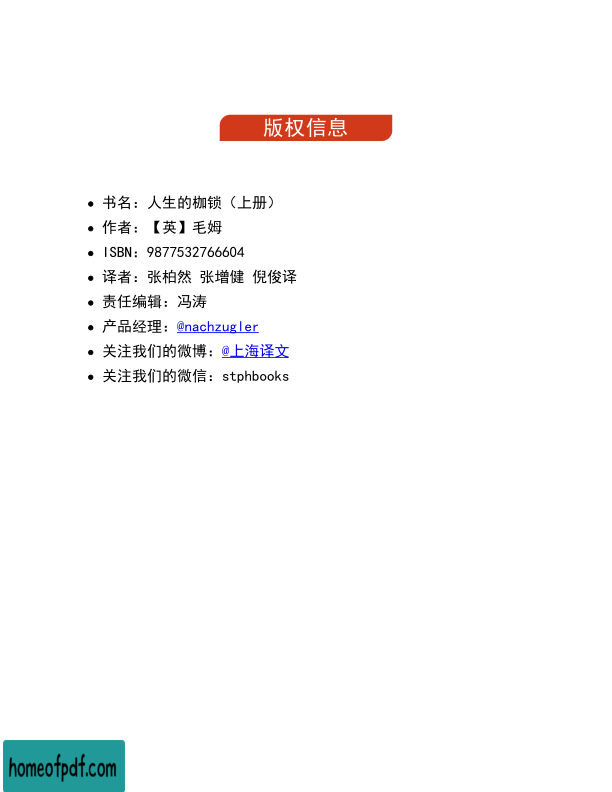 版权信息
● 书名：人生的枷锁（上册）
● 作者：【英】毛姆
● ISBN：9877532766604
● 译者：张柏然 张增健 倪俊译
● 责任编辑：冯涛
● 产品经理：@nachzugler
● 关注我们的微博：@上海译文
● 关注我们的微信：stphbooks
homeofpdf.com